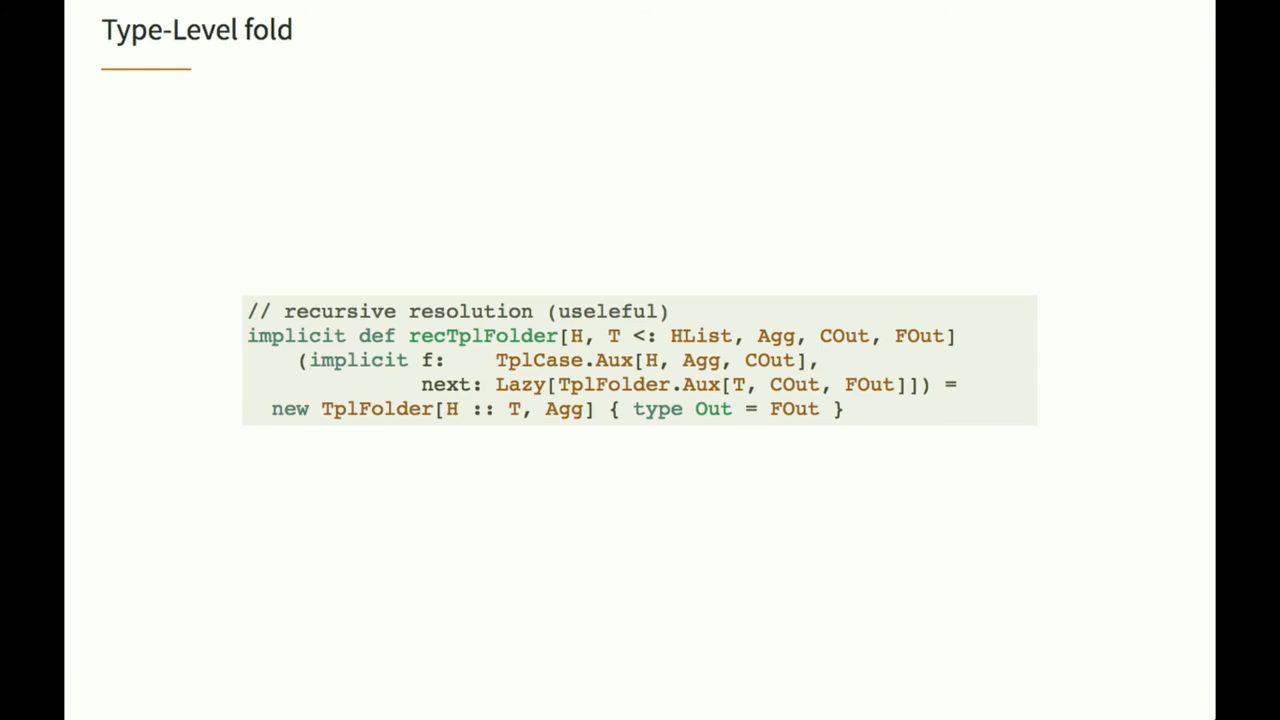 Type-Level fold
// recursive resolution (useleful)
implicit def recTplFolder[H, T <: HList, Agg, COut, FOut]
    (implicit f:    TplCase.Aux[H, Agg, COut],
              next: Lazy[TplFolder.Aux[T, COut, FOut]]) =
  new TplFolder[H :: T, Agg] { type Out = FOut }